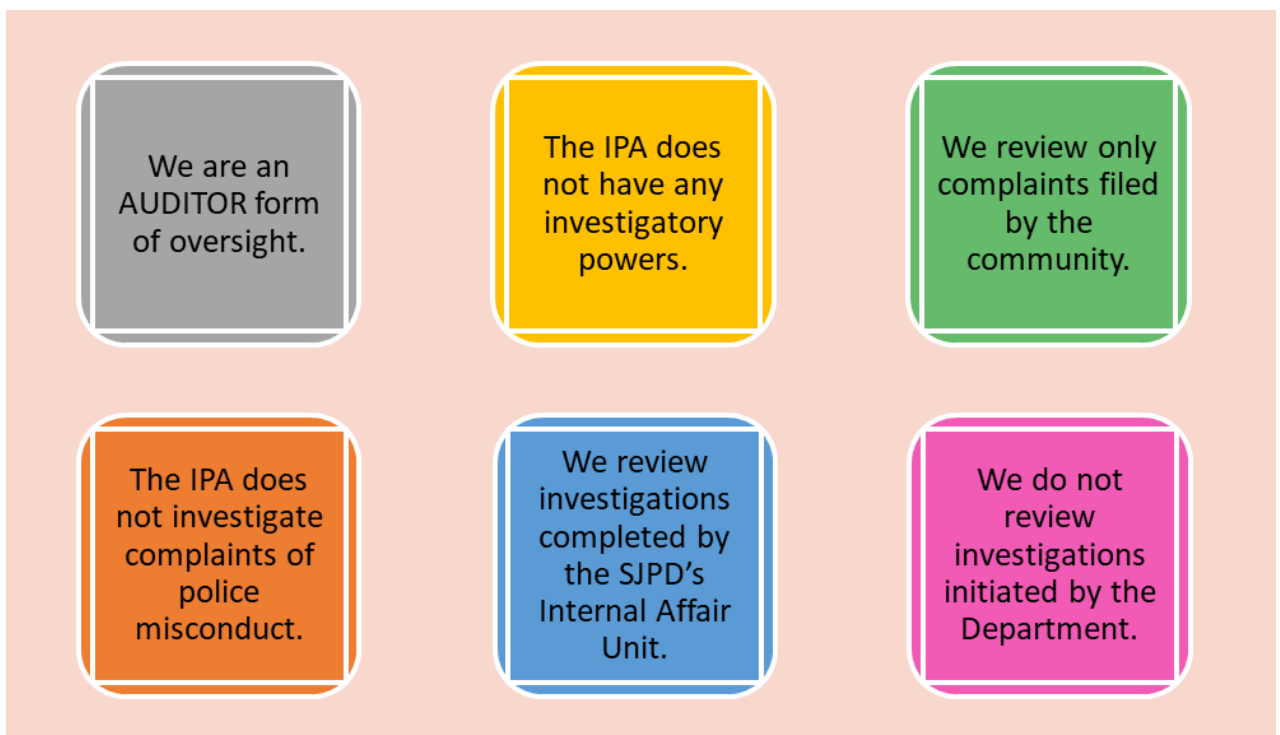 We are an
AUDITOR form
of oversight.
The IPA does
not have any
investigatory
powers.
We review only
complaints filed
by the
community.
The IPA does
not investigate
complaints of
police
misconduct.
We review
investigations
completed by
the SJPD’s
Internal Affair
Unit.
We do not
review
investigations
initiated by the
Department.